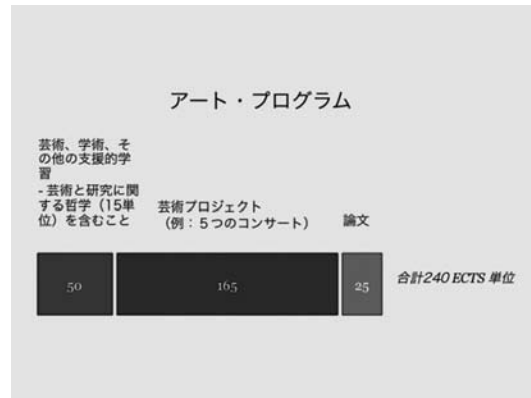 アート・プログラム
芸術、学術、そ
の他の支援的学
習
- 芸術と研究に関
する哲学（15単
位）を含むこと
芸術プロジェクト
（例：５つのコンサート）
論文
50
165
25
合計240 ECTS 単位